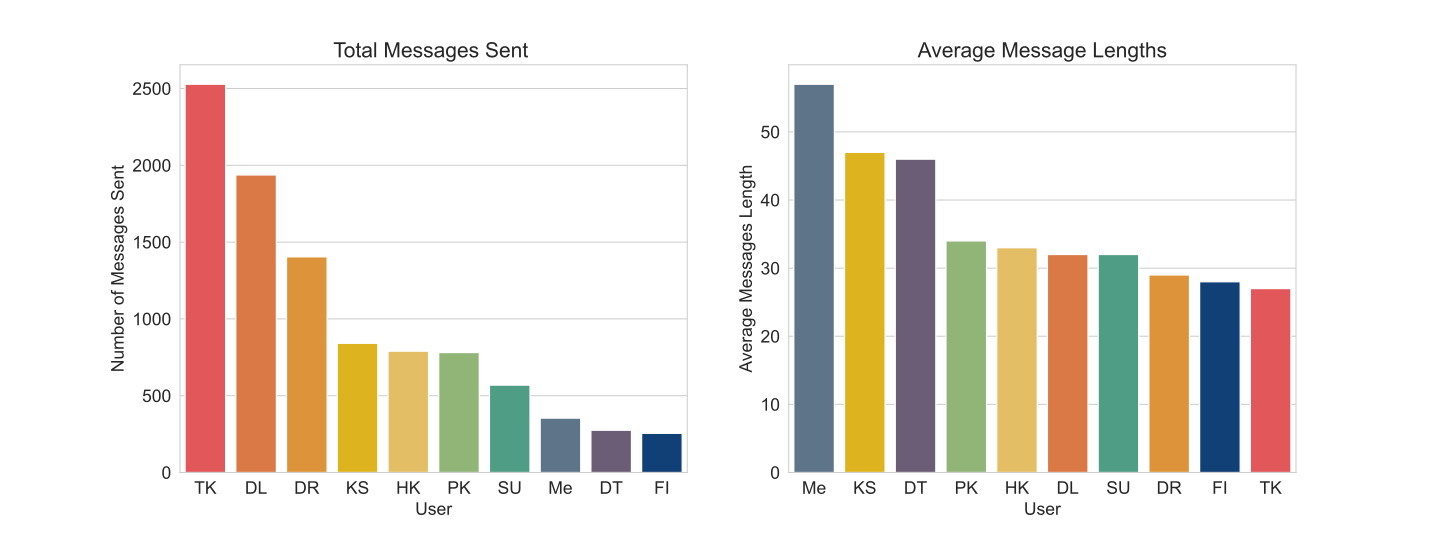 Total Messages Sent
Number of Messages Sent
2500
2000
1500
1000
500
0
TK DL DR KS HK PK SU Me DT FI
User
Average Message Lengths
Average Messages Length
50
40
30
20
10
0
Me KS DT PK HK DL SU DR FI TK
User